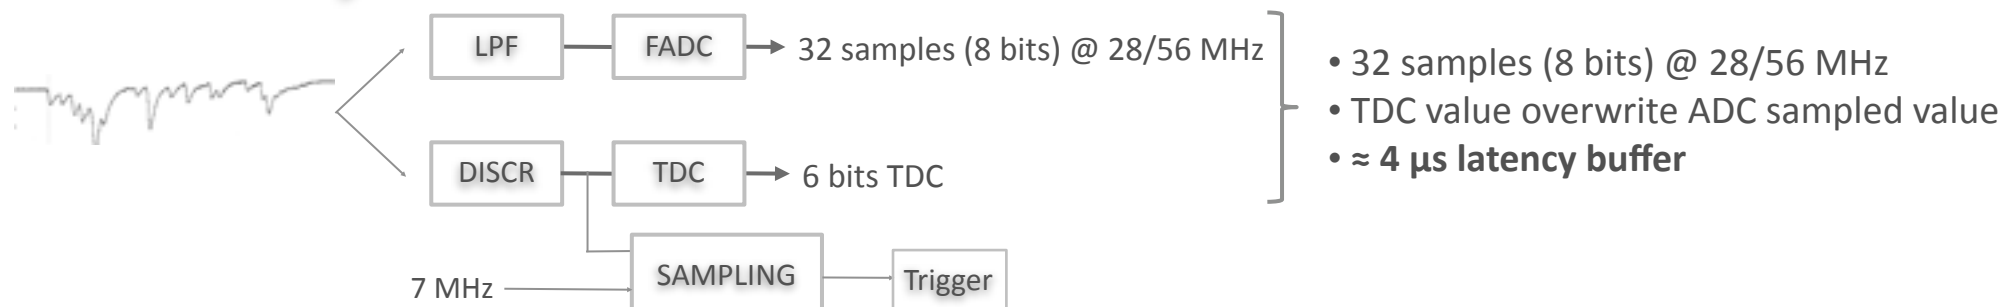 LPF
FADC
32 samples (8 bits) @ 28/56 MHz
DISCR
TDC
6 bits TDC
7 MHz
SAMPLING
Trigger
• 32 samples (8 bits) @ 28/56 MHz
• TDC value overwrite ADC sampled value
• ≈ 4 µs latency buffer